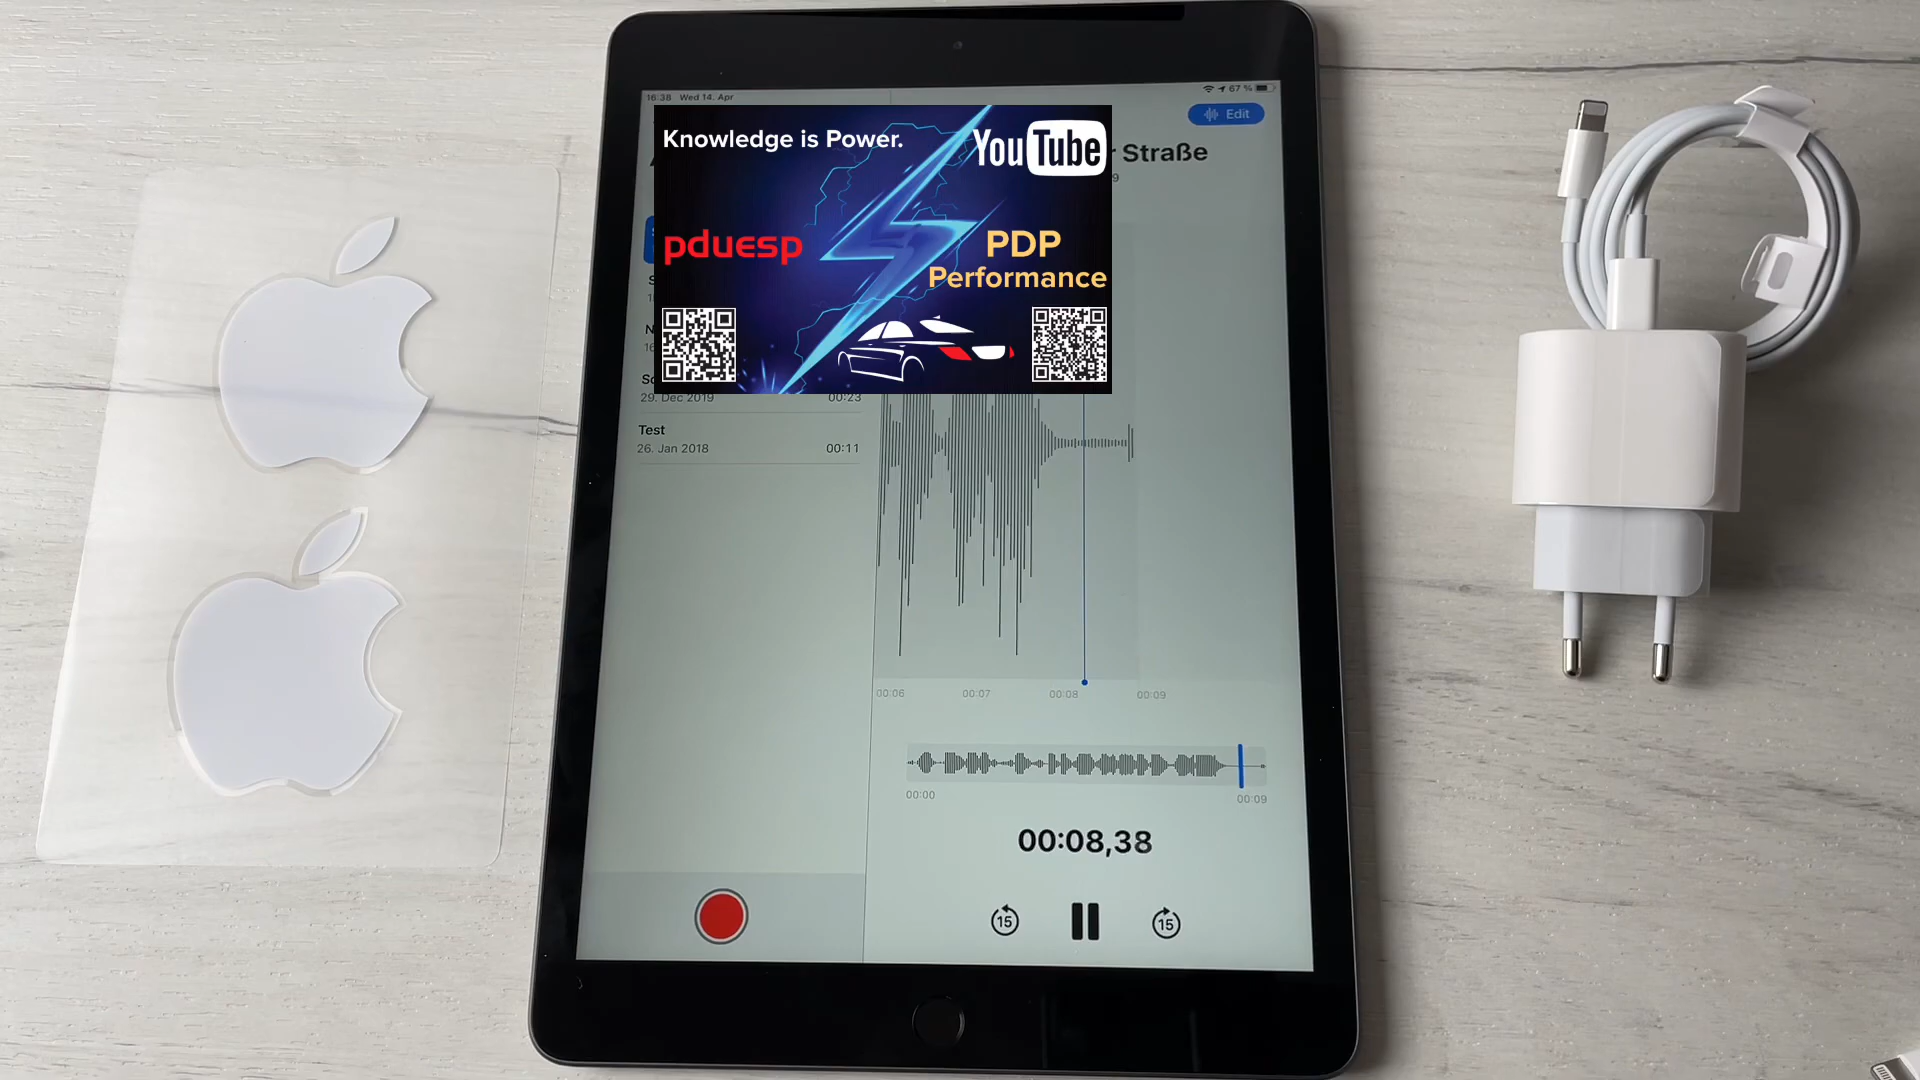 16:38 Wed 14. Apr
67 %
Edit
Knowledge is Power.
YouTube
Straße
9
pduesp
PDP
Performance
29. Dec 2019 00:23
Test
26. Jan 2018 00:11
00:06 00:07 00:08 00:09
00:00 00:09
00:08,38
15 15